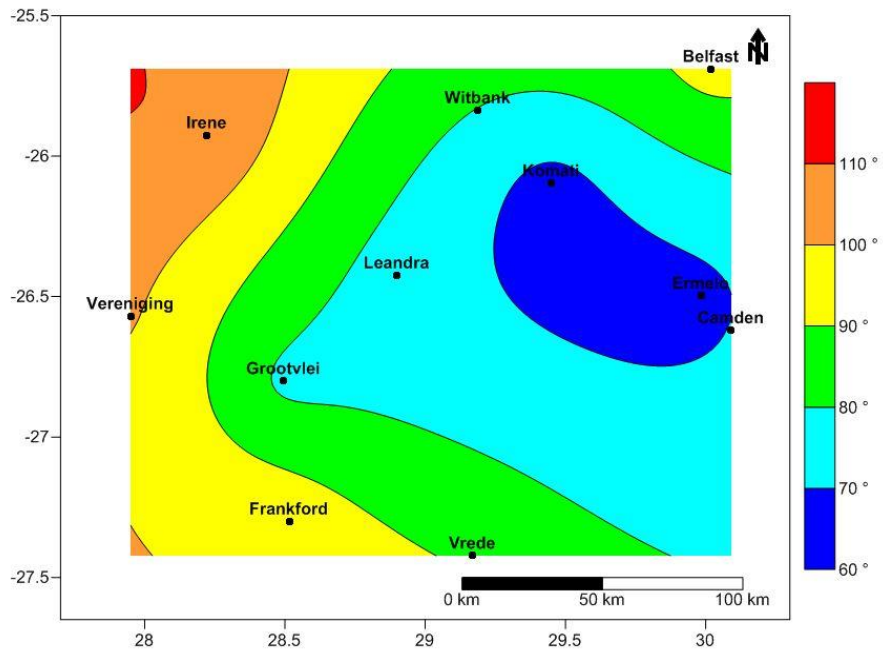 -25.5
Belfast
N
Witbank
Irene
110 °
-26
Komati
100 °
Leandra
Ermelo
-26.5
Vereniging
Camden
90 °
Grootvlei
80 °
-27
70 °
Frankford
Vrede
60 °
-27.5
0 km 50 km 100 km
28 28.5 29 29.5 30